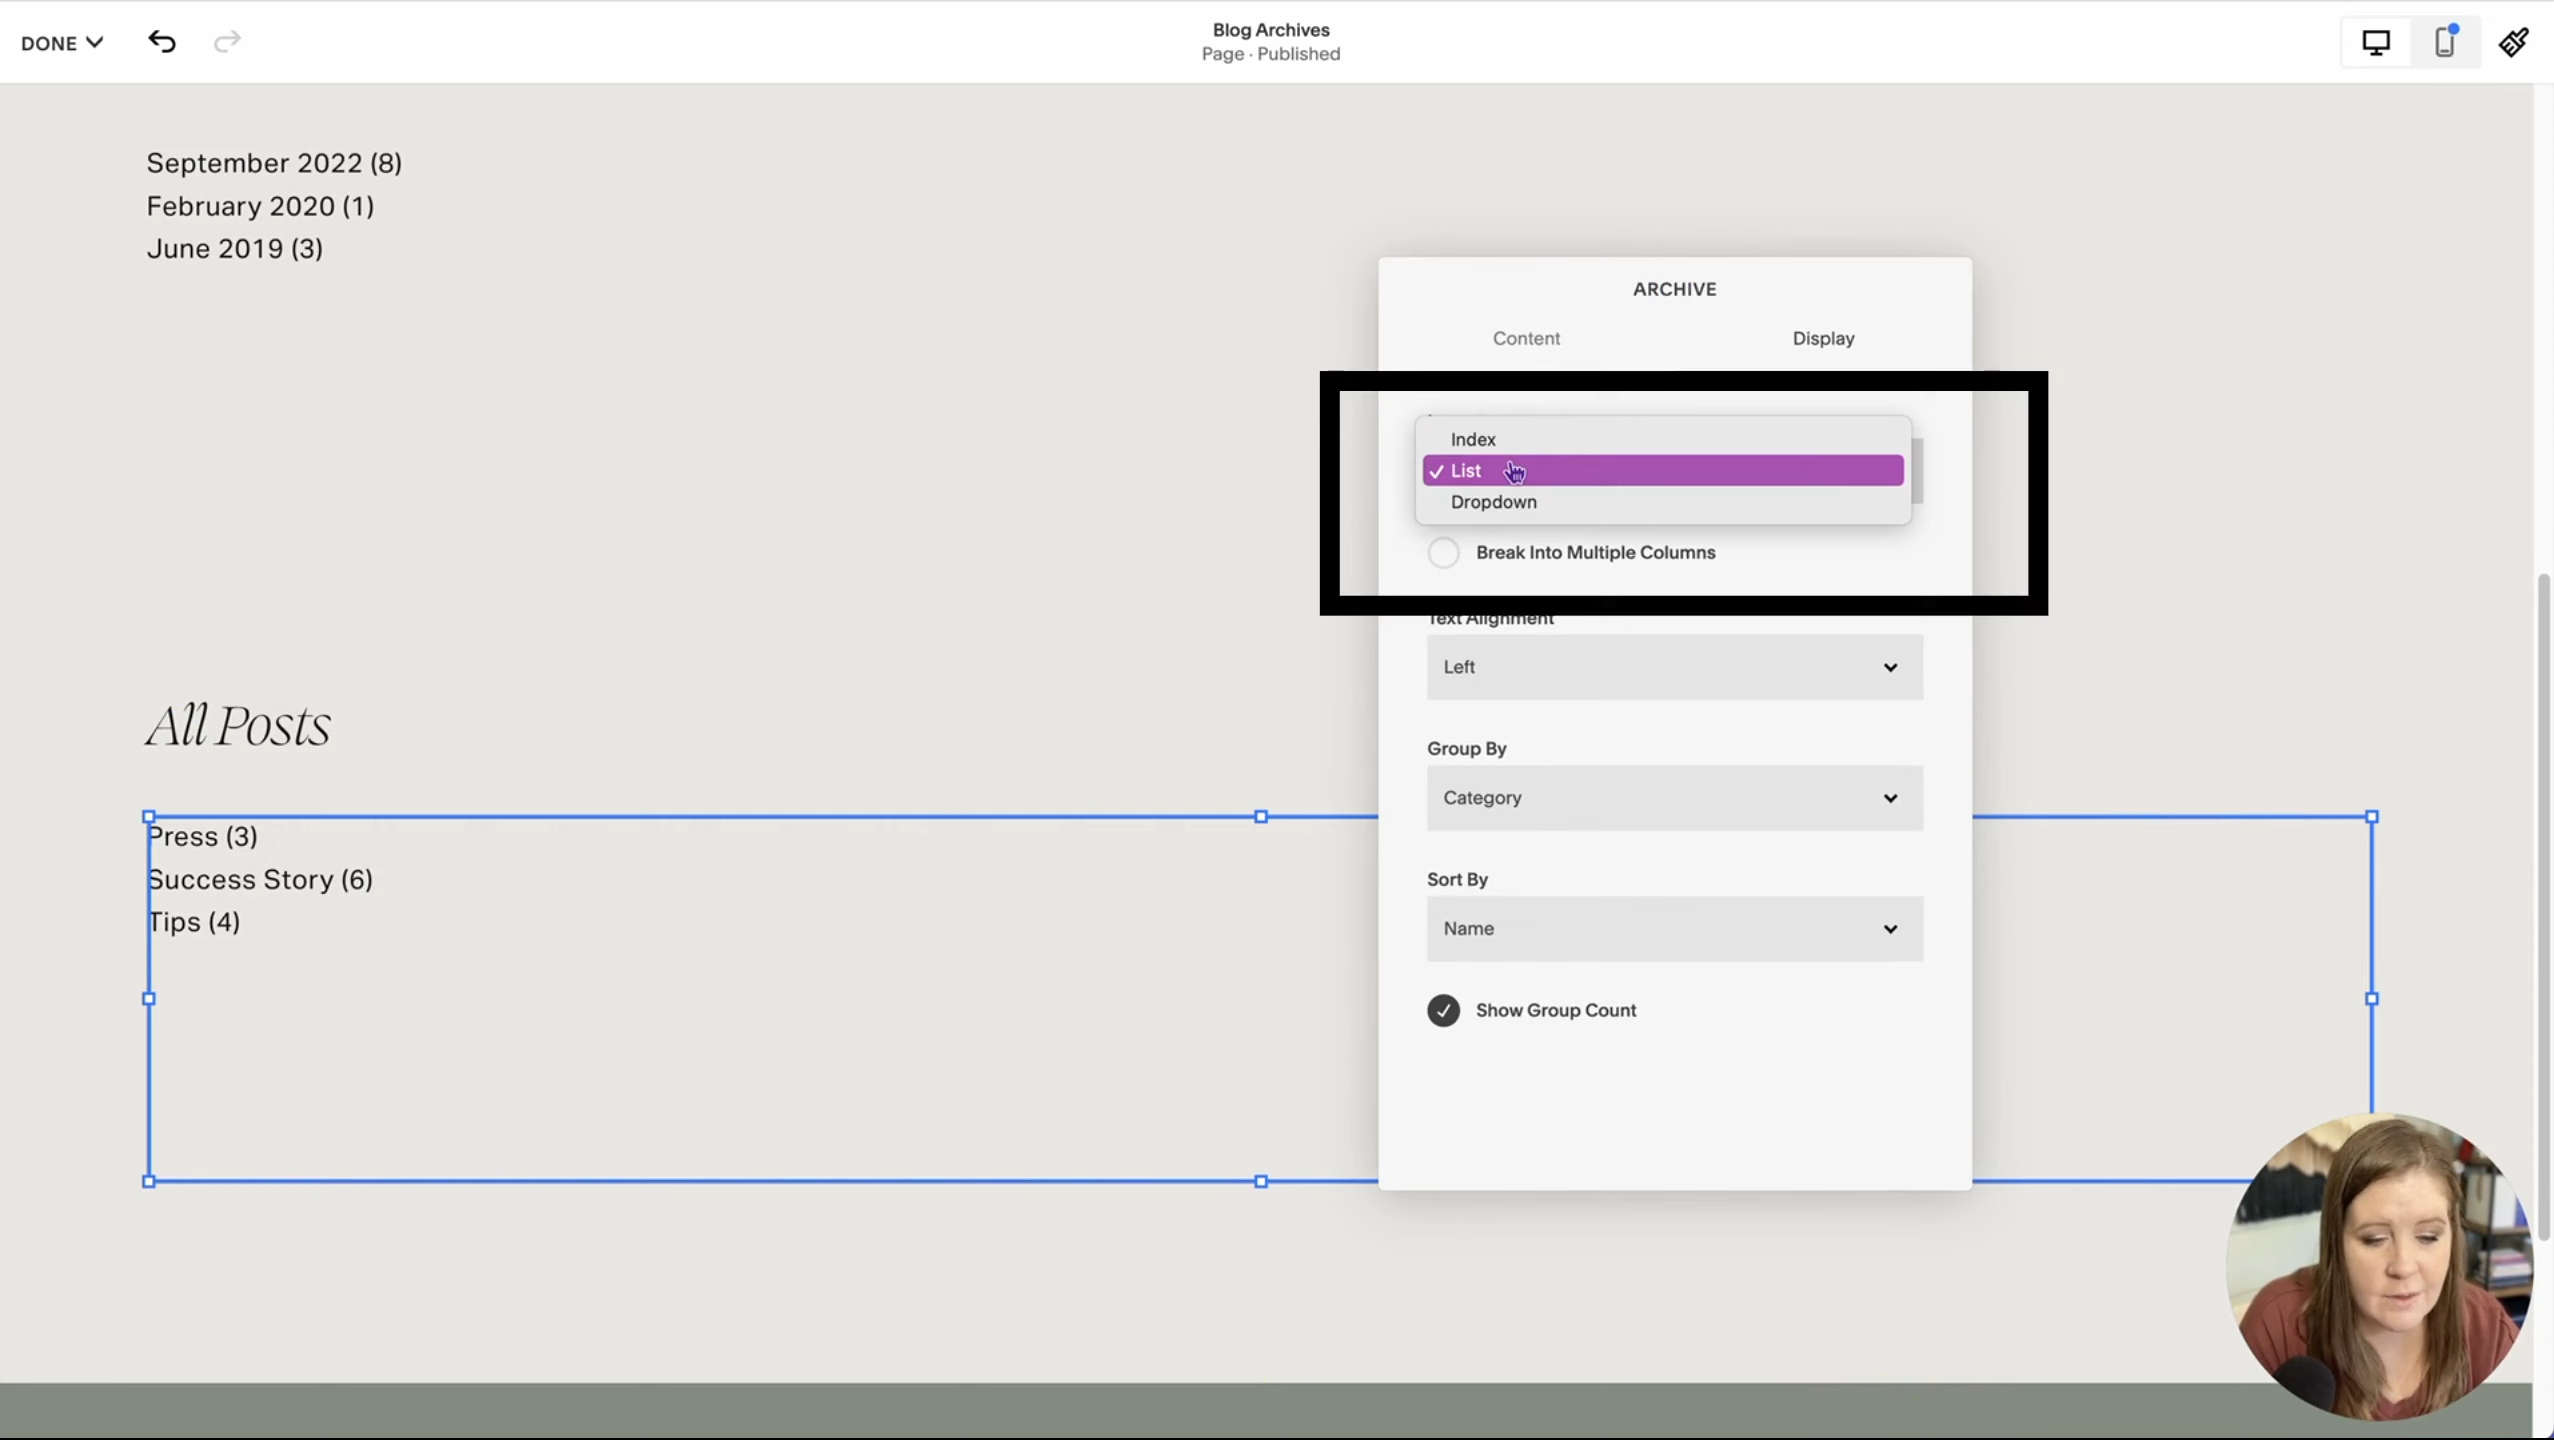 DONE
Blog Archives
Page · Published
September 2022 (8)
February 2020 (1)
June 2019 (3)
ARCHIVE
Content
Display
Index
List
Dropdown
Break Into Multiple Columns
Text Alignment
Left
Group By
Category
Sort By
Name
Show Group Count
All Posts
Press (3)
Success Story (6)
Tips (4)